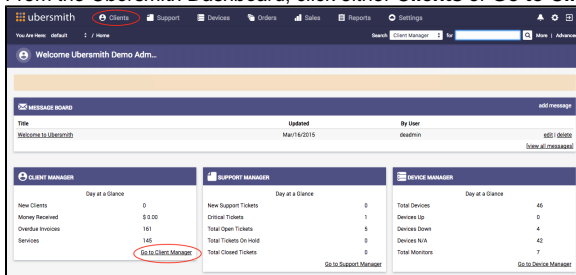 From the Ubersmith Dashboard, click either Clients or Go to Cli
ubersmith Clients Support Devices Orders Sales Reports Settings
You Are Here: default / Home Search Client Manager for More | Advance
Welcome Ubersmith Demo Adm...
MESSAGE BOARD add message
Title Updated By User
Welcome to Ubersmith Mar/16/2015 deadmin edit | delete
[view all messages]
CLIENT MANAGER SUPPORT MANAGER DEVICE MANAGER
Day at a Glance Day at a Glance Day at a Glance
New Clients 0 New Support Tickets 0 Total Devices 46
Money Received $ 0.00 Critical Tickets 1 Devices Up 0
Overdue Invoices 161 Total Open Tickets 5 Devices Down 4
Services 145 Total Tickets On Hold 0 Devices N/A 42
Go to Client Manager Total Closed Tickets 0 Total Monitors 7
Go to Support Manager Go to Device Manager